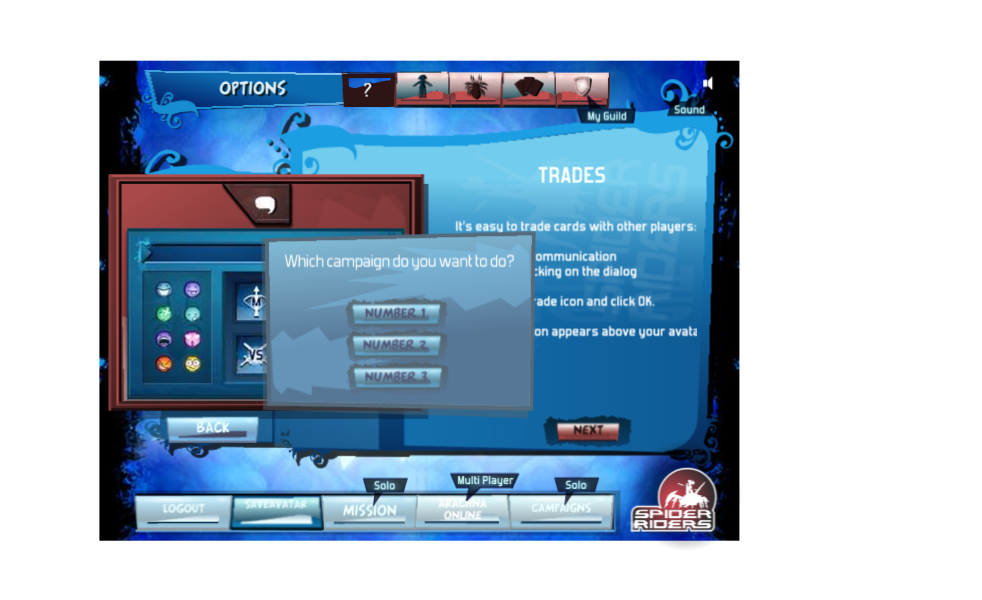 OPTIONS
?
My Guild
Sound
TRADES
It's easy to trade cards with other players:
ommunication
cking on the dialog
rade icon and click OK.
on appears above your avata
M
VS
Which campaign do you want to do?
NUMBER 1.
NUMBER 2.
NUMBER 3.
BACK
NEXT
Solo
Multi Player
Solo
LOGOUT
SAVE AVATAR
MISSION
ARACHNA
ONLINE
CAMPAIGNS
SPIDER
RIDERS